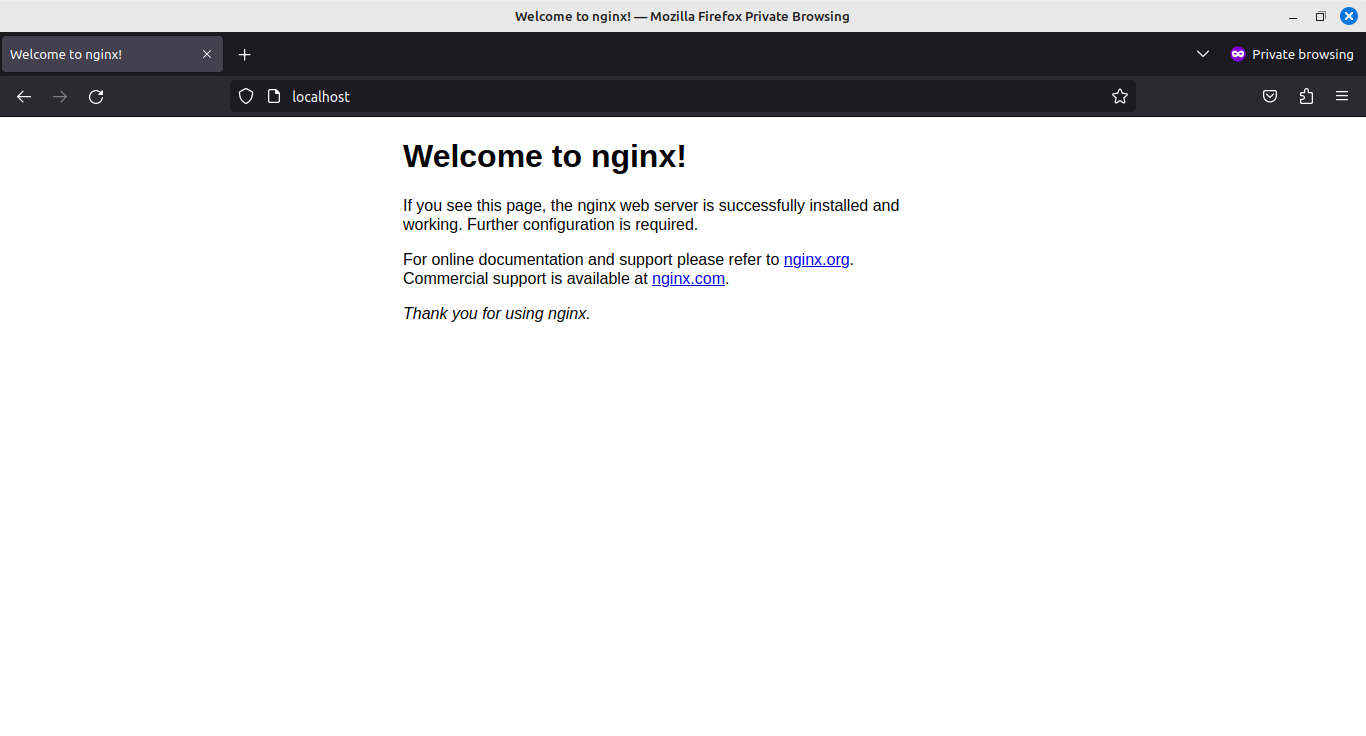 Welcome to nginx! — Mozilla Firefox Private Browsing
Welcome to nginx!
Private browsing
localhost
Welcome to nginx!
If you see this page, the nginx web server is successfully installed and
working. Further configuration is required.
For online documentation and support please refer to nginx.org.
Commercial support is available at nginx.com.
Thank you for using nginx.